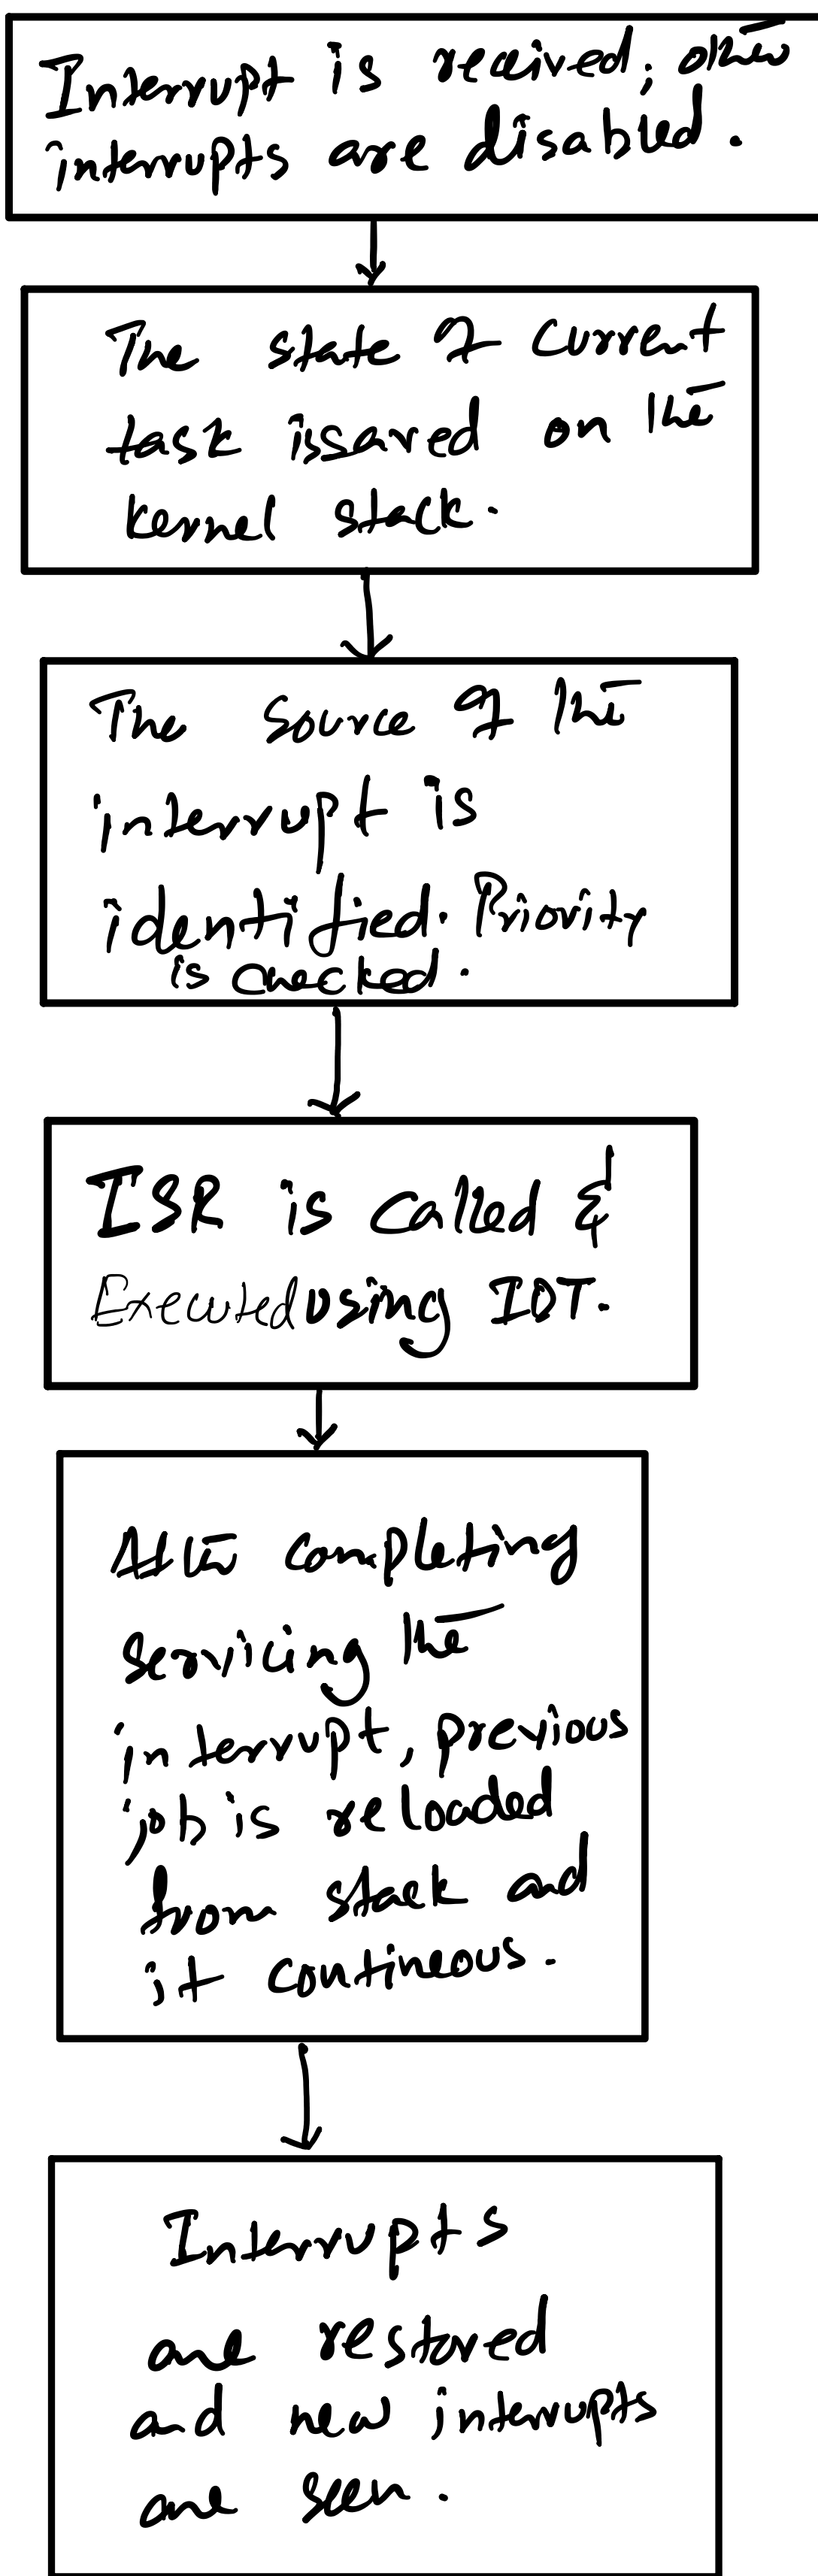 Interrupt is received; other
interrupts are disabled.
The state of current
task is saved on the
kernel stack.
The source of the
interrupt is
identified. Priority
is checked.
ISR is called &
Executed using IDT.
After completing
servicing the
interrupt, previous
job is reloaded
from stack and
it contineous.
Interrupts
are restored
and new interrupts
are seen.